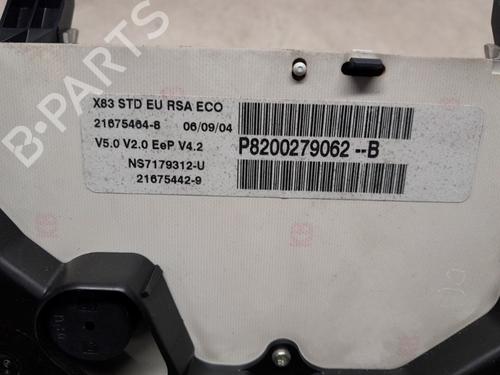 B-PARTS
X83 STD EU RSA ECO
21675464-8 06/09/04
V5.0 V2.0 EeP V4.2
P8200279062--B
NS7179312-U
21675442-9